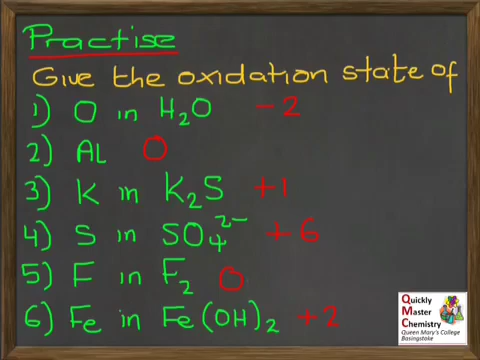 Practise
Give the oxidation state of
1) O in H₂O -2
2) AL 0
3) K in K₂S +1
4) S in SO₄²⁻ +6
5) F in F₂ 0
6) Fe in Fe(OH)₂ +2
Quickly
Master
Chemistry
Queen Mary's College
Basingstoke